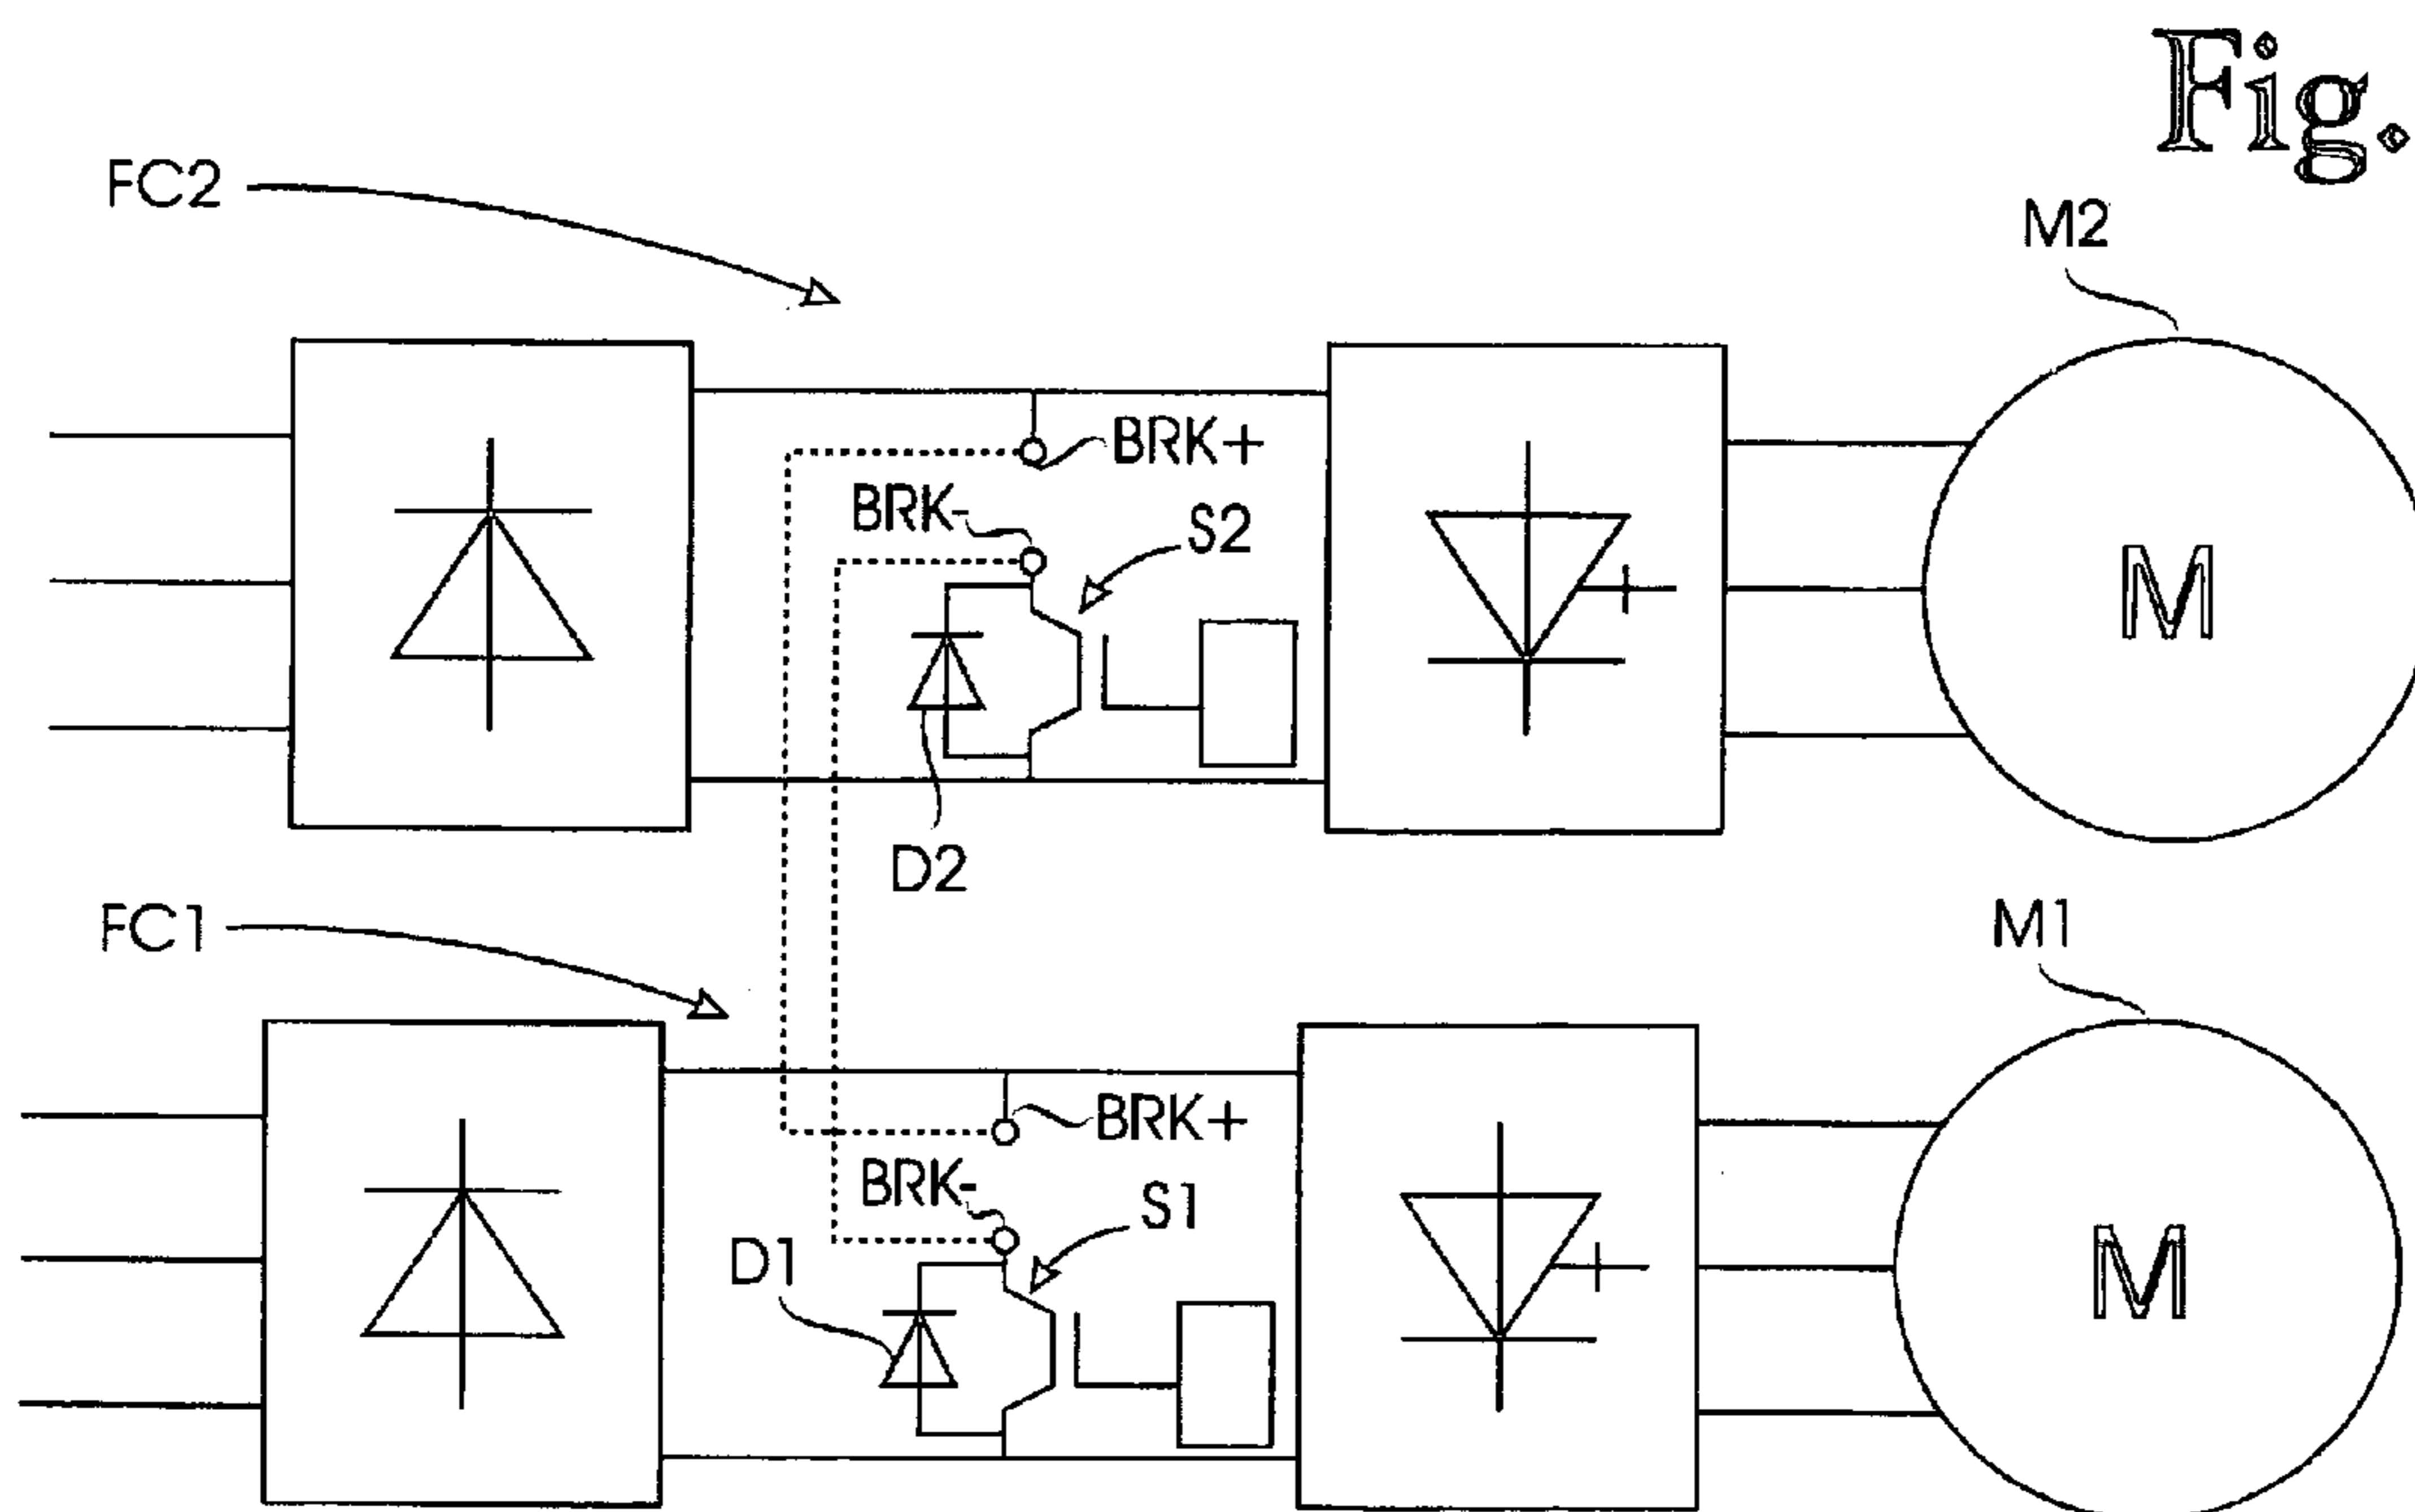 Fig.
FC2
M2
BRK+
BRK-
S2
M
D2
FC1
M1
BRK+
BRK-
S1
D1
M